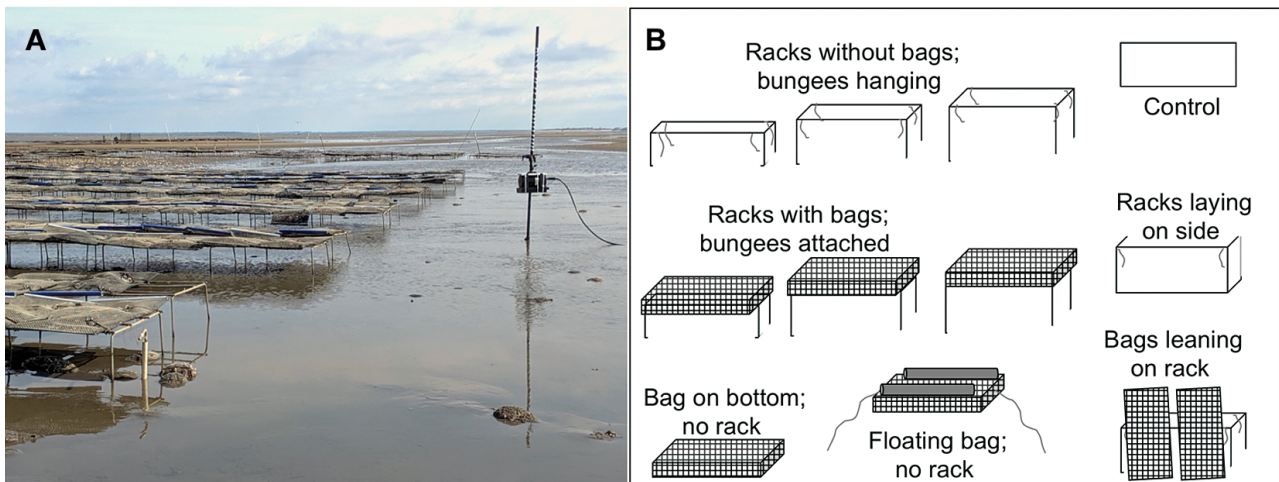 A
B
Racks without bags;
bungees hanging
Control
Racks with bags;
bungees attached
Racks laying
on side
Bag on bottom;
no rack
Floating bag;
no rack
Bags leaning
on rack